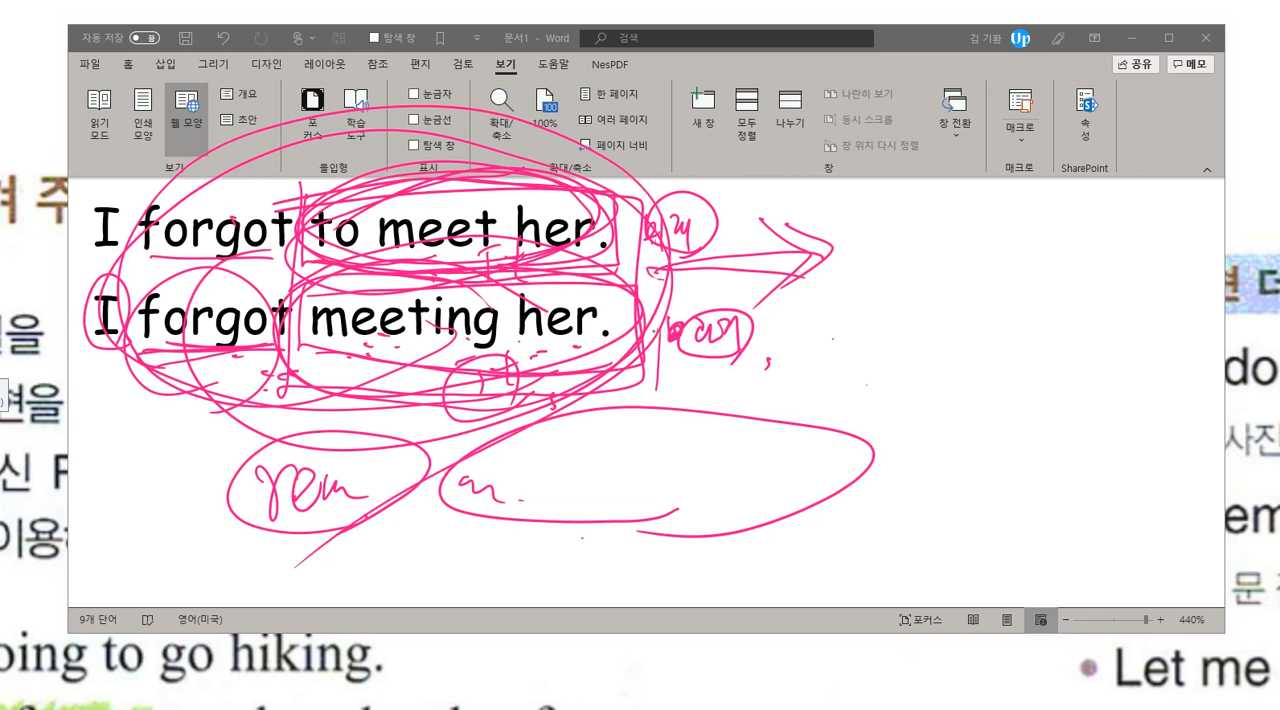 자동 저장 끔 탐색 창 문서1 - Word 검색 김 기환 Up
파일 홈 삽입 그리기 디자인 레이아웃 참조 편지 검토 보기 도움말 NesPDF 공유 메모
읽기 모드 인쇄 모양 웹 모양 개요 초안
포커스 학습 도구
눈금자 눈금선 탐색 창
확대/축소 100% 한 페이지 여러 페이지 페이지 너비
새 창 모두 정렬 나누기 나란히 보기 동시 스크롤 창 위치 다시 정렬 창 전환
매크로 속성
보기 몰입형 표시 확대/축소 창 매크로 SharePoint
I forgot to meet her.
I forgot meeting her.
rem
9개 단어 영어(미국) 포커스 440%
사진
문
oing to go hiking.
Let me